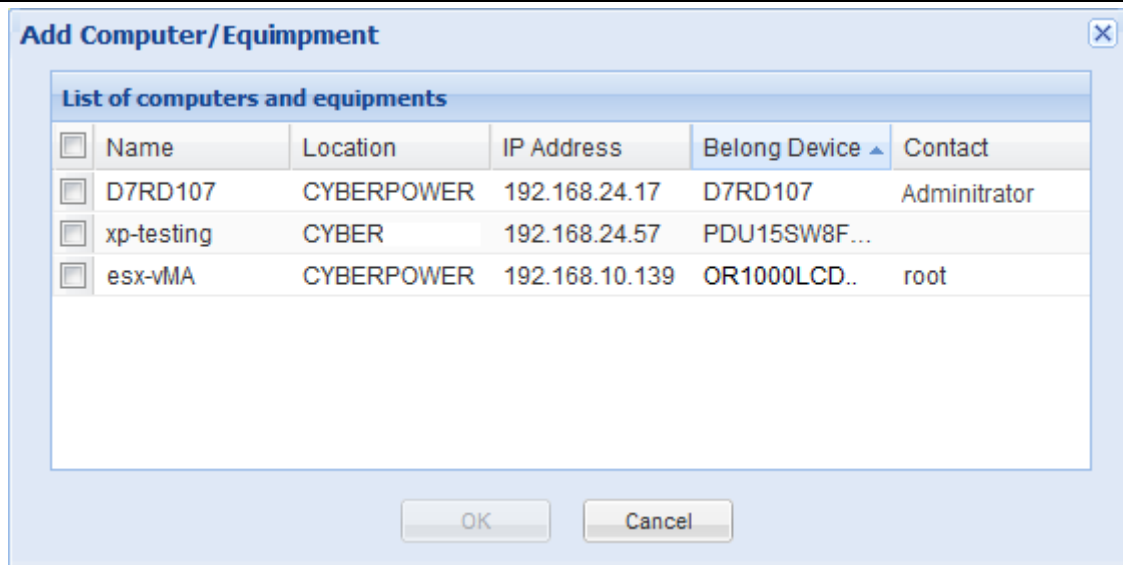 Add Computer/Equimpment
List of computers and equipments
Name Location IP Address Belong Device Contact
D7RD107 CYBERPOWER 192.168.24.17 D7RD107 Adminitrator
xp-testing CYBER 192.168.24.57 PDU15SW8F...
esx-vMA CYBERPOWER 192.168.10.139 OR1000LCD.. root
OK Cancel